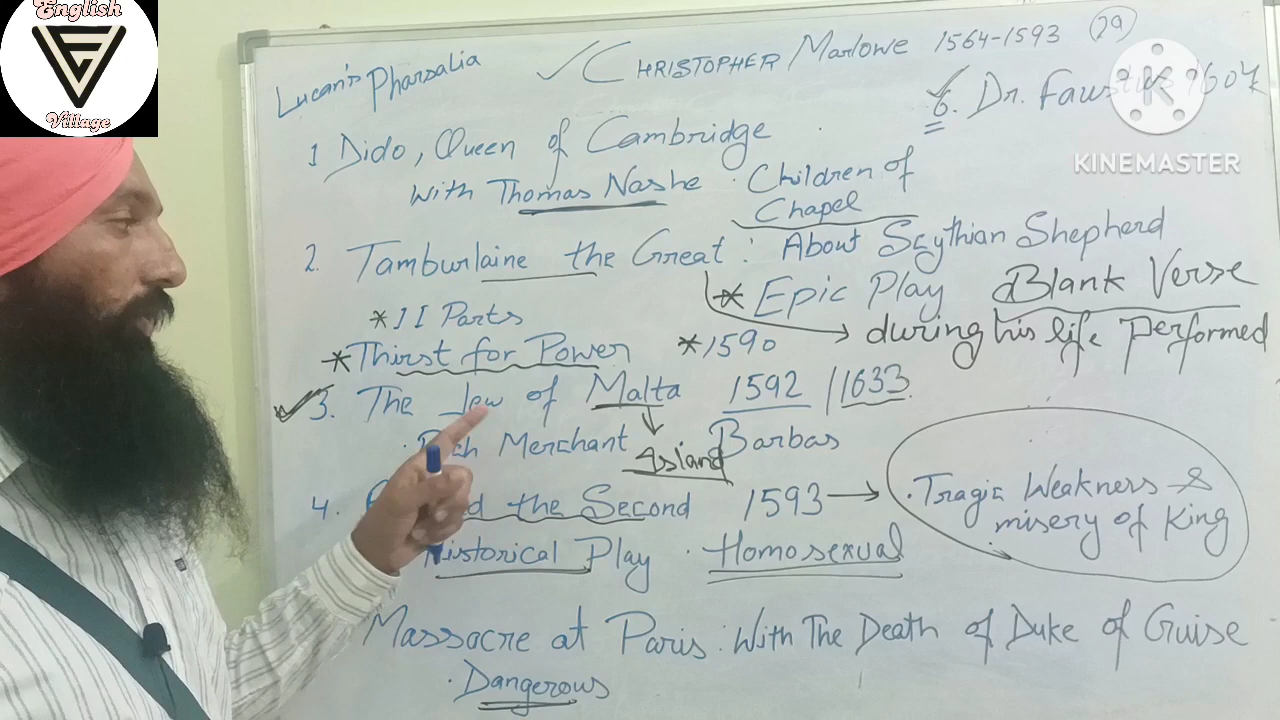 English
Village
Lucan's Pharsalia
CHRISTOPHER Marlowe 1564-1593 (29)
6. Dr. Faustus 1604
KINEMASTER
1 Dido, Queen of Cambridge
With Thomas Nashe · Children of
Chapel
2. Tamburlaine the Great : About Scythian Shepherd
* II Parts
* Epic Play Blank Verse
during his life Performed
* Thirst for Power * 1590
3. The Jew of Malta 1592 / 1633
· Rich Merchant Island Barbas
4. the Second 1593
· Tragic Weakness &
misery of King
Historical Play · Homosexual
Massacre at Paris : With The Death of Duke of Guise
· Dangerous